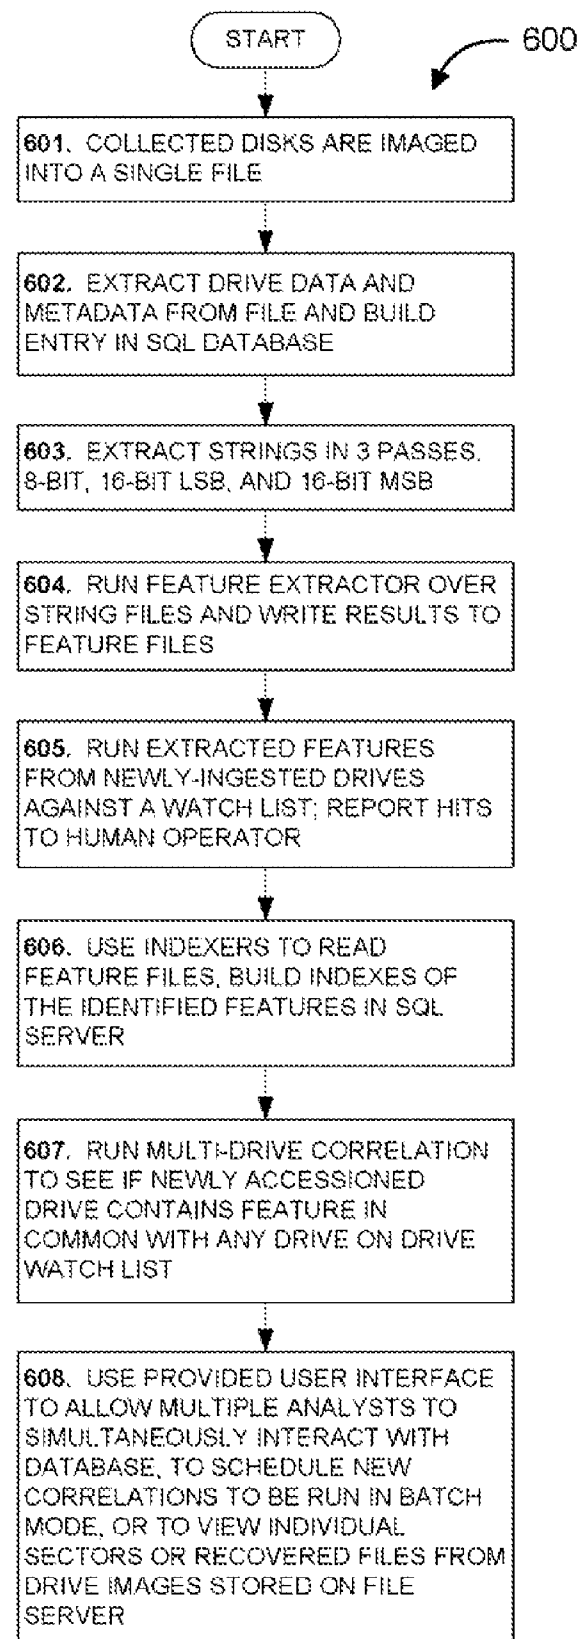 START
600
601. COLLECTED DISKS ARE IMAGED
INTO A SINGLE FILE
602. EXTRACT DRIVE DATA AND
METADATA FROM FILE AND BUILD
ENTRY IN SQL DATABASE
603. EXTRACT STRINGS IN 3 PASSES,
8-BIT, 16-BIT LSB, AND 16-BIT MSB
604. RUN FEATURE EXTRACTOR OVER
STRING FILES AND WRITE RESULTS TO
FEATURE FILES
605. RUN EXTRACTED FEATURES
FROM NEWLY-INGESTED DRIVES
AGAINST A WATCH LIST; REPORT HITS
TO HUMAN OPERATOR
606. USE INDEXERS TO READ
FEATURE FILES, BUILD INDEXES OF
THE IDENTIFIED FEATURES IN SQL
SERVER
607. RUN MULTI-DRIVE CORRELATION
TO SEE IF NEWLY ACCESSIONED
DRIVE CONTAINS FEATURE IN
COMMON WITH ANY DRIVE ON DRIVE
WATCH LIST
608. USE PROVIDED USER INTERFACE
TO ALLOW MULTIPLE ANALYSTS TO
SIMULTANEOUSLY INTERACT WITH
DATABASE, TO SCHEDULE NEW
CORRELATIONS TO BE RUN IN BATCH
MODE, OR TO VIEW INDIVIDUAL
SECTORS OR RECOVERED FILES FROM
DRIVE IMAGES STORED ON FILE
SERVER